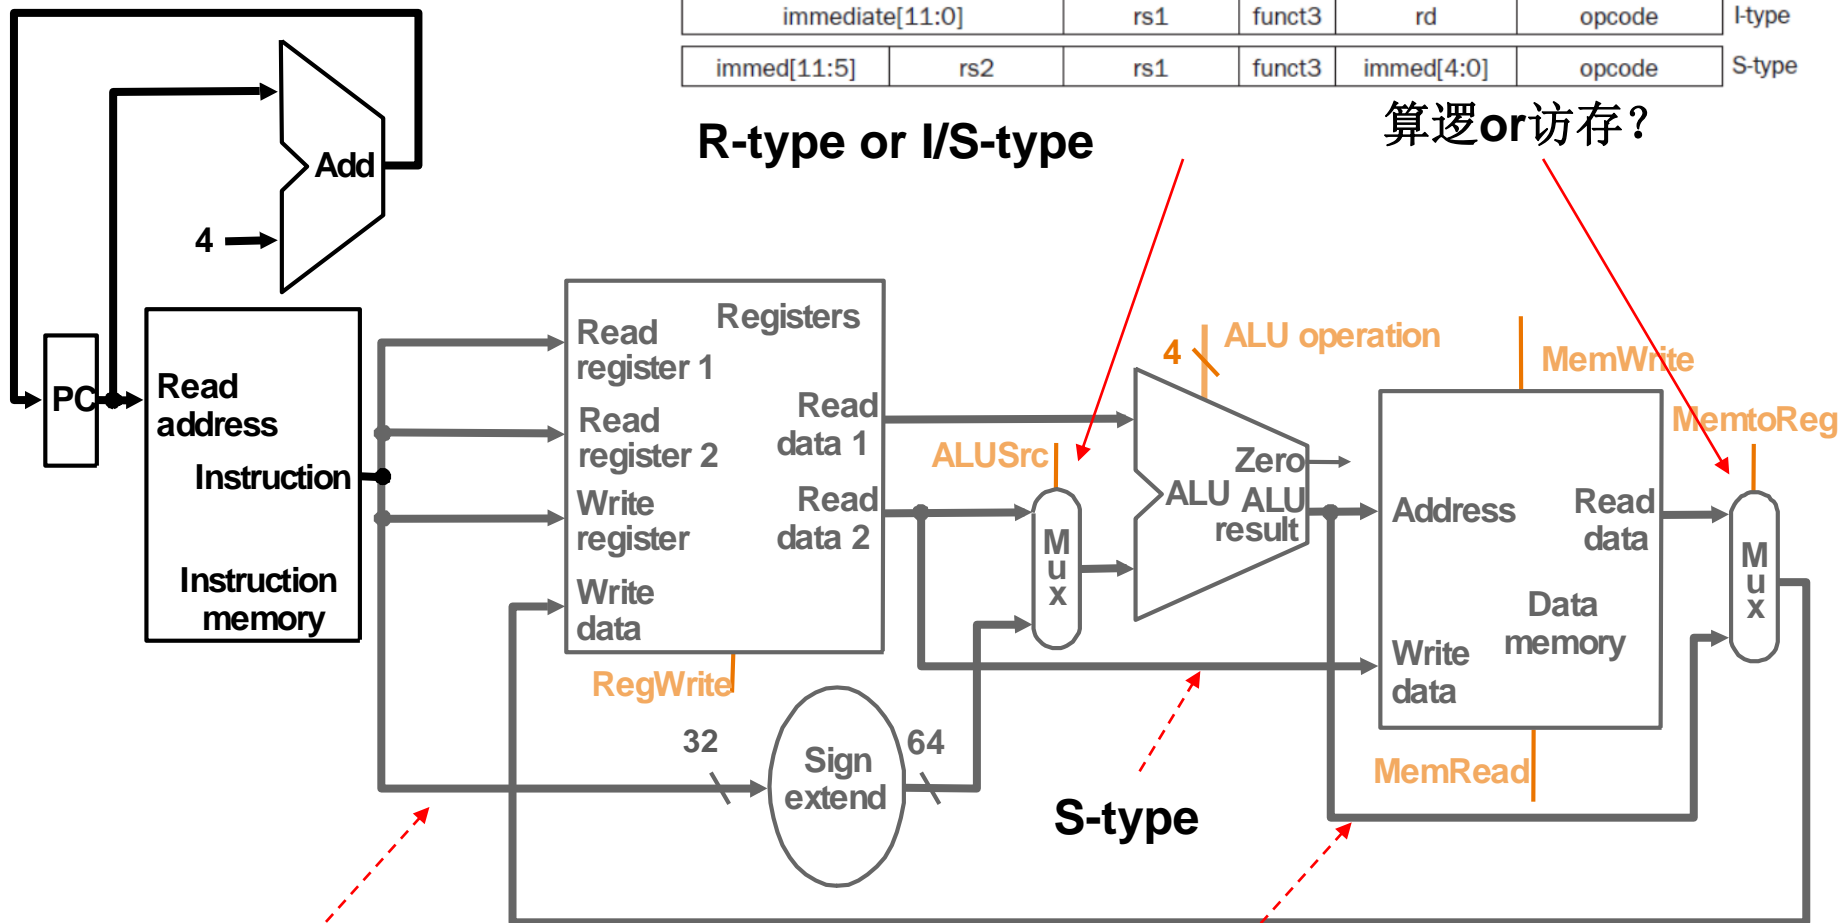 immediate[11:0] rs1 funct3 rd opcode I-type
immed[11:5] rs2 rs1 funct3 immed[4:0] opcode S-type
R-type or I/S-type
算逻or访存?
Add
4
PC
Read
address
Instruction
Instruction
memory
Registers
Read
register 1
Read
register 2
Write
register
Write
data
Read
data 1
Read
data 2
RegWrite
ALUSrc
M
u
x
4
ALU operation
Zero
ALU
ALU
result
MemWrite
MemtoReg
Address
Read
data
Data
memory
Write
data
MemRead
M
u
x
32
Sign
extend
64
S-type